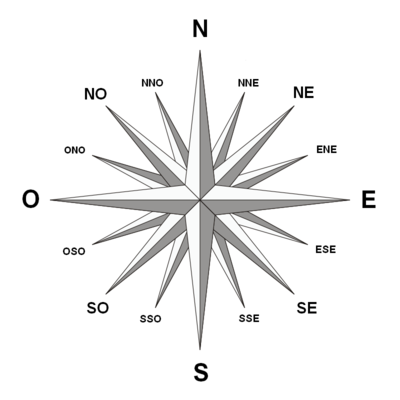 N
NNO NNE
NO NE
ONO ENE
O E
OSO ESE
SO SE
SSO SSE
S